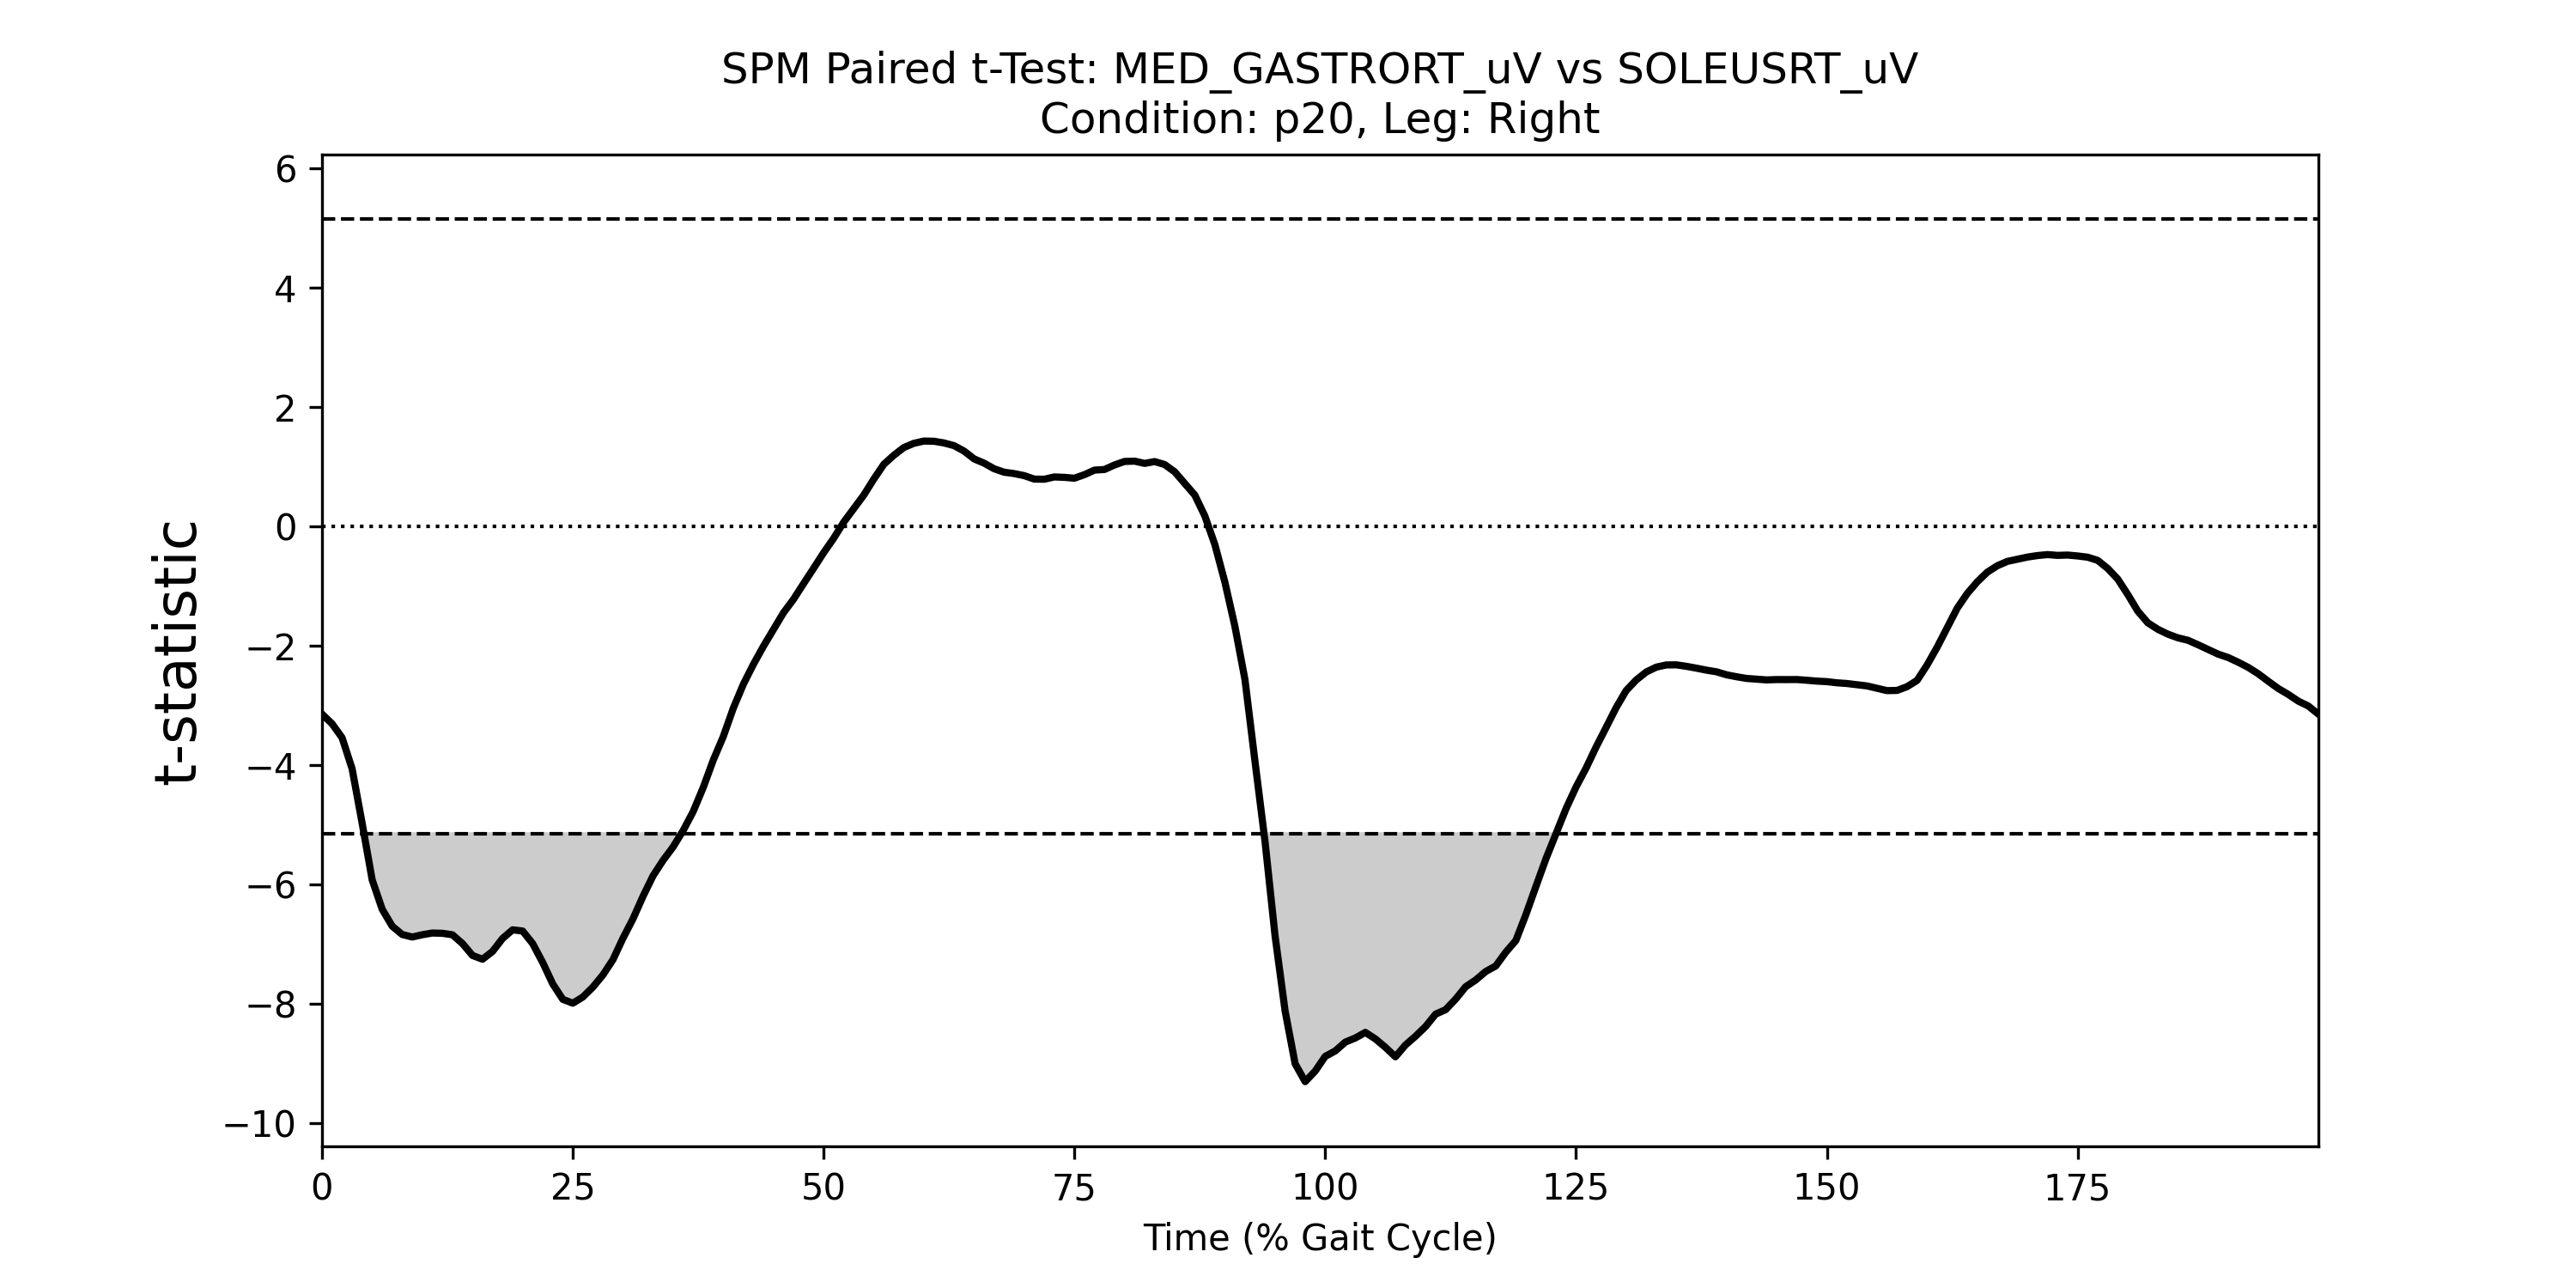 SPM Paired t-Test: MED_GASTRORT_uV vs SOLEUSRT_uV
Condition: p20, Leg: Right
6
4
2
0
−2
−4
−6
−8
−10
t-statistic
0 25 50 75 100 125 150 175
Time (% Gait Cycle)